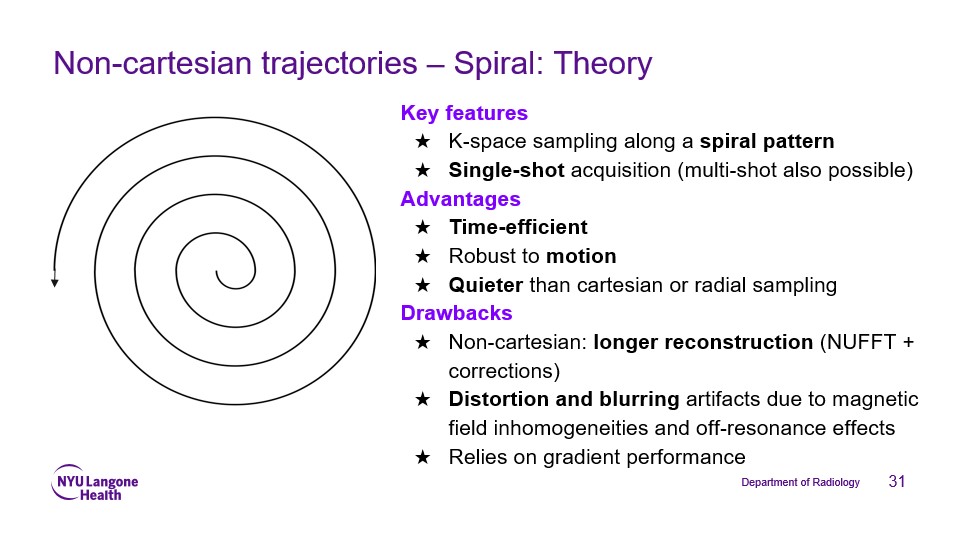 Non-cartesian trajectories – Spiral: Theory
Key features
★ K-space sampling along a spiral pattern
★ Single-shot acquisition (multi-shot also possible)
Advantages
★ Time-efficient
★ Robust to motion
★ Quieter than cartesian or radial sampling
Drawbacks
★ Non-cartesian: longer reconstruction (NUFFT +
corrections)
★ Distortion and blurring artifacts due to magnetic
field inhomogeneities and off-resonance effects
★ Relies on gradient performance
NYU Langone
Health
Department of Radiology 31